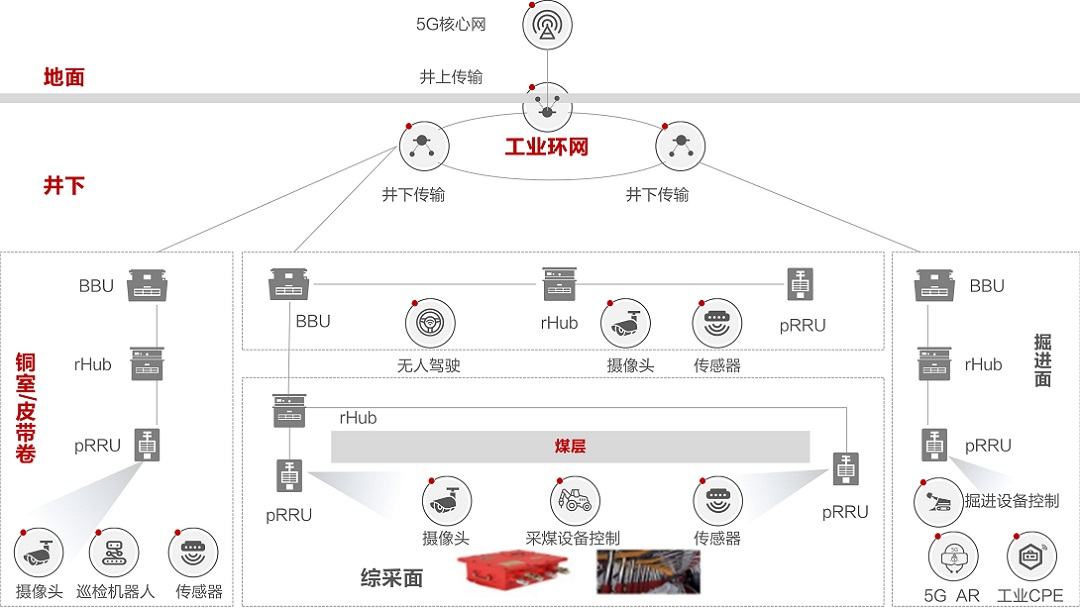 5G核心网
地面
井上传输
工业环网
井下
井下传输
井下传输
BBU
rHub
pRRU
铜室/皮带卷
摄像头
巡检机器人
传感器
BBU
rHub
pRRU
无人驾驶
摄像头
传感器
rHub
煤层
pRRU
pRRU
摄像头
采煤设备控制
传感器
综采面
BBU
rHub
pRRU
掘进面
掘进设备控制
5G AR
工业CPE